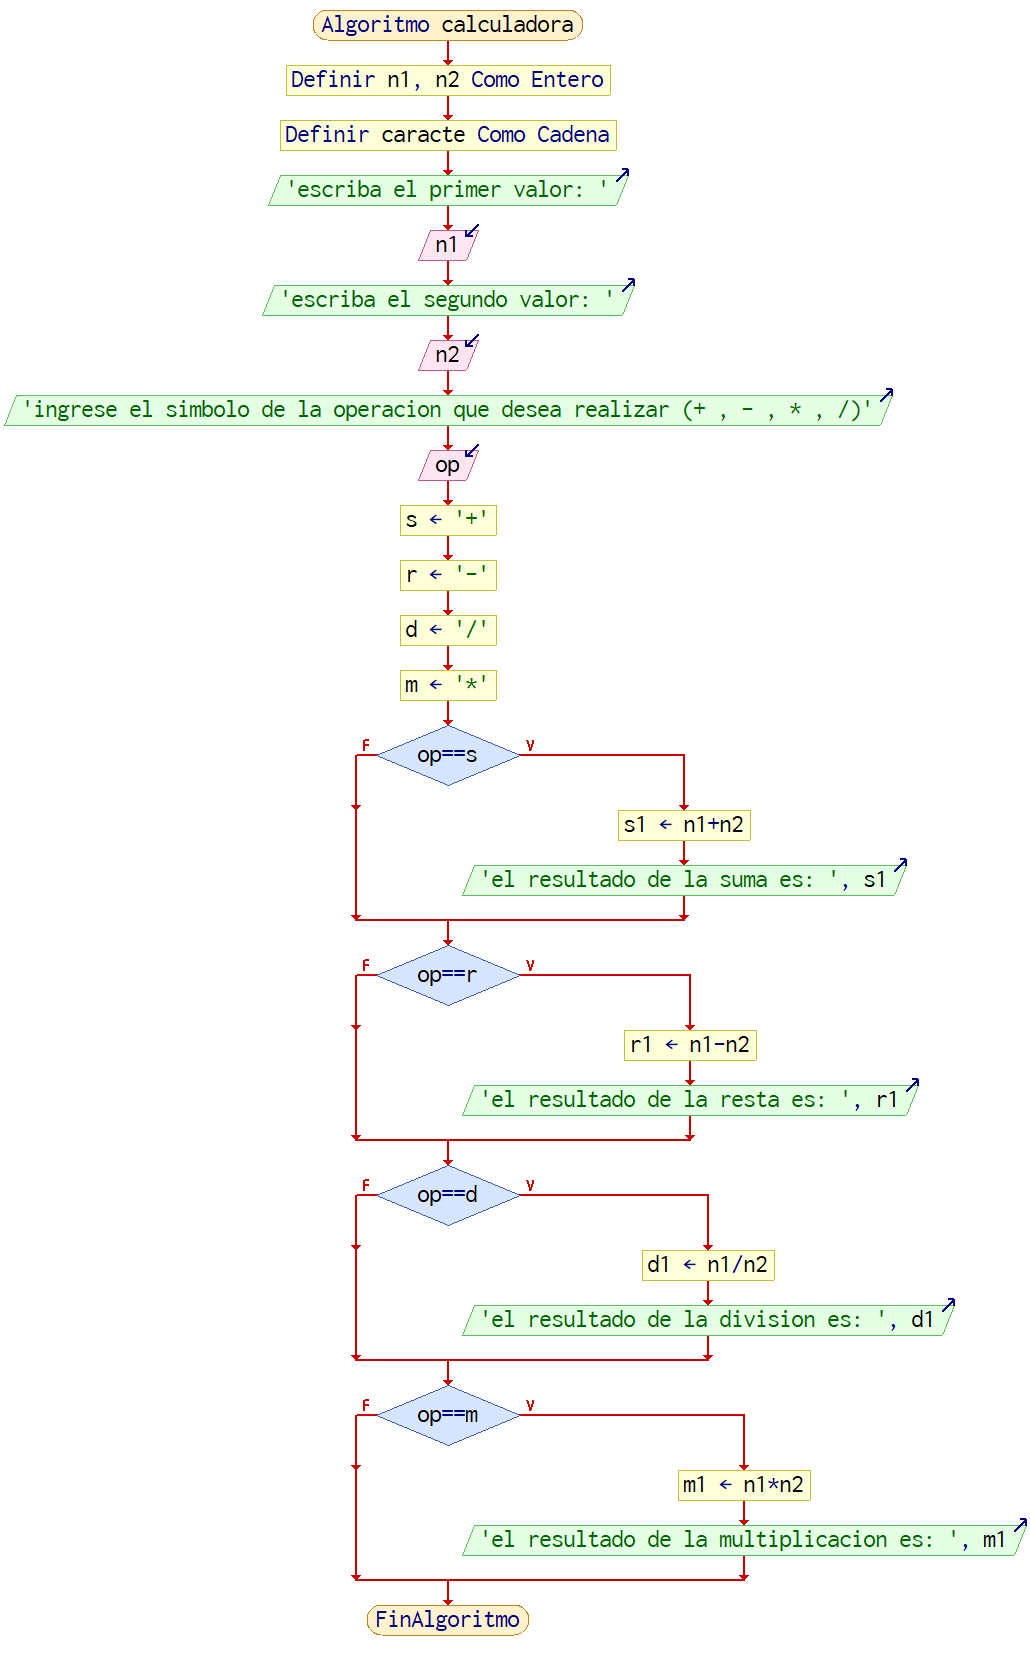 Algoritmo calculadora
Definir n1, n2 Como Entero
Definir caracte Como Cadena
'escriba el primer valor: '
n1
'escriba el segundo valor: '
n2
'ingrese el simbolo de la operacion que desea realizar (+ , - , * , /)'
op
s ← '+'
r ← '-'
d ← '/'
m ← '*'
F op==s V
s1 ← n1+n2
'el resultado de la suma es: ', s1
F op==r V
r1 ← n1-n2
'el resultado de la resta es: ', r1
F op==d V
d1 ← n1/n2
'el resultado de la division es: ', d1
F op==m V
m1 ← n1*n2
'el resultado de la multiplicacion es: ', m1
FinAlgoritmo